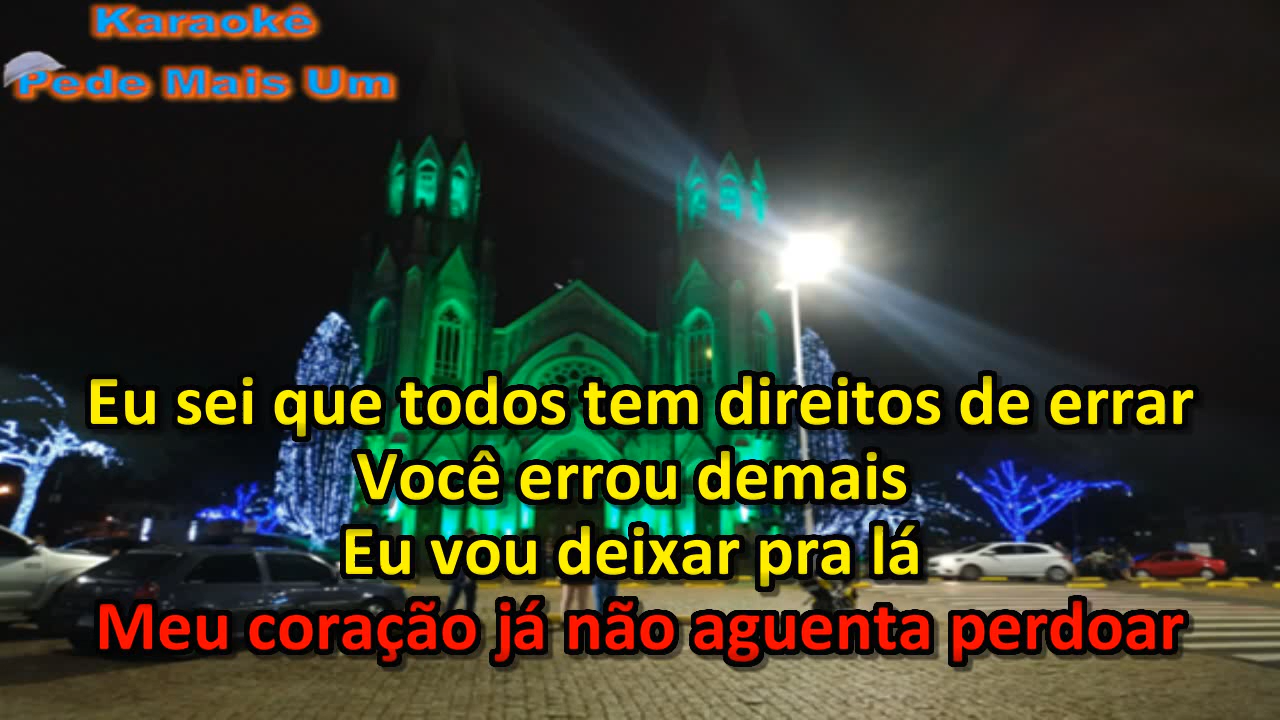 Karaokê
Pede Mais Um
Eu sei que todos tem direitos de errar
Você errou demais
Eu vou deixar pra lá
Meu coração já não aguenta perdoar